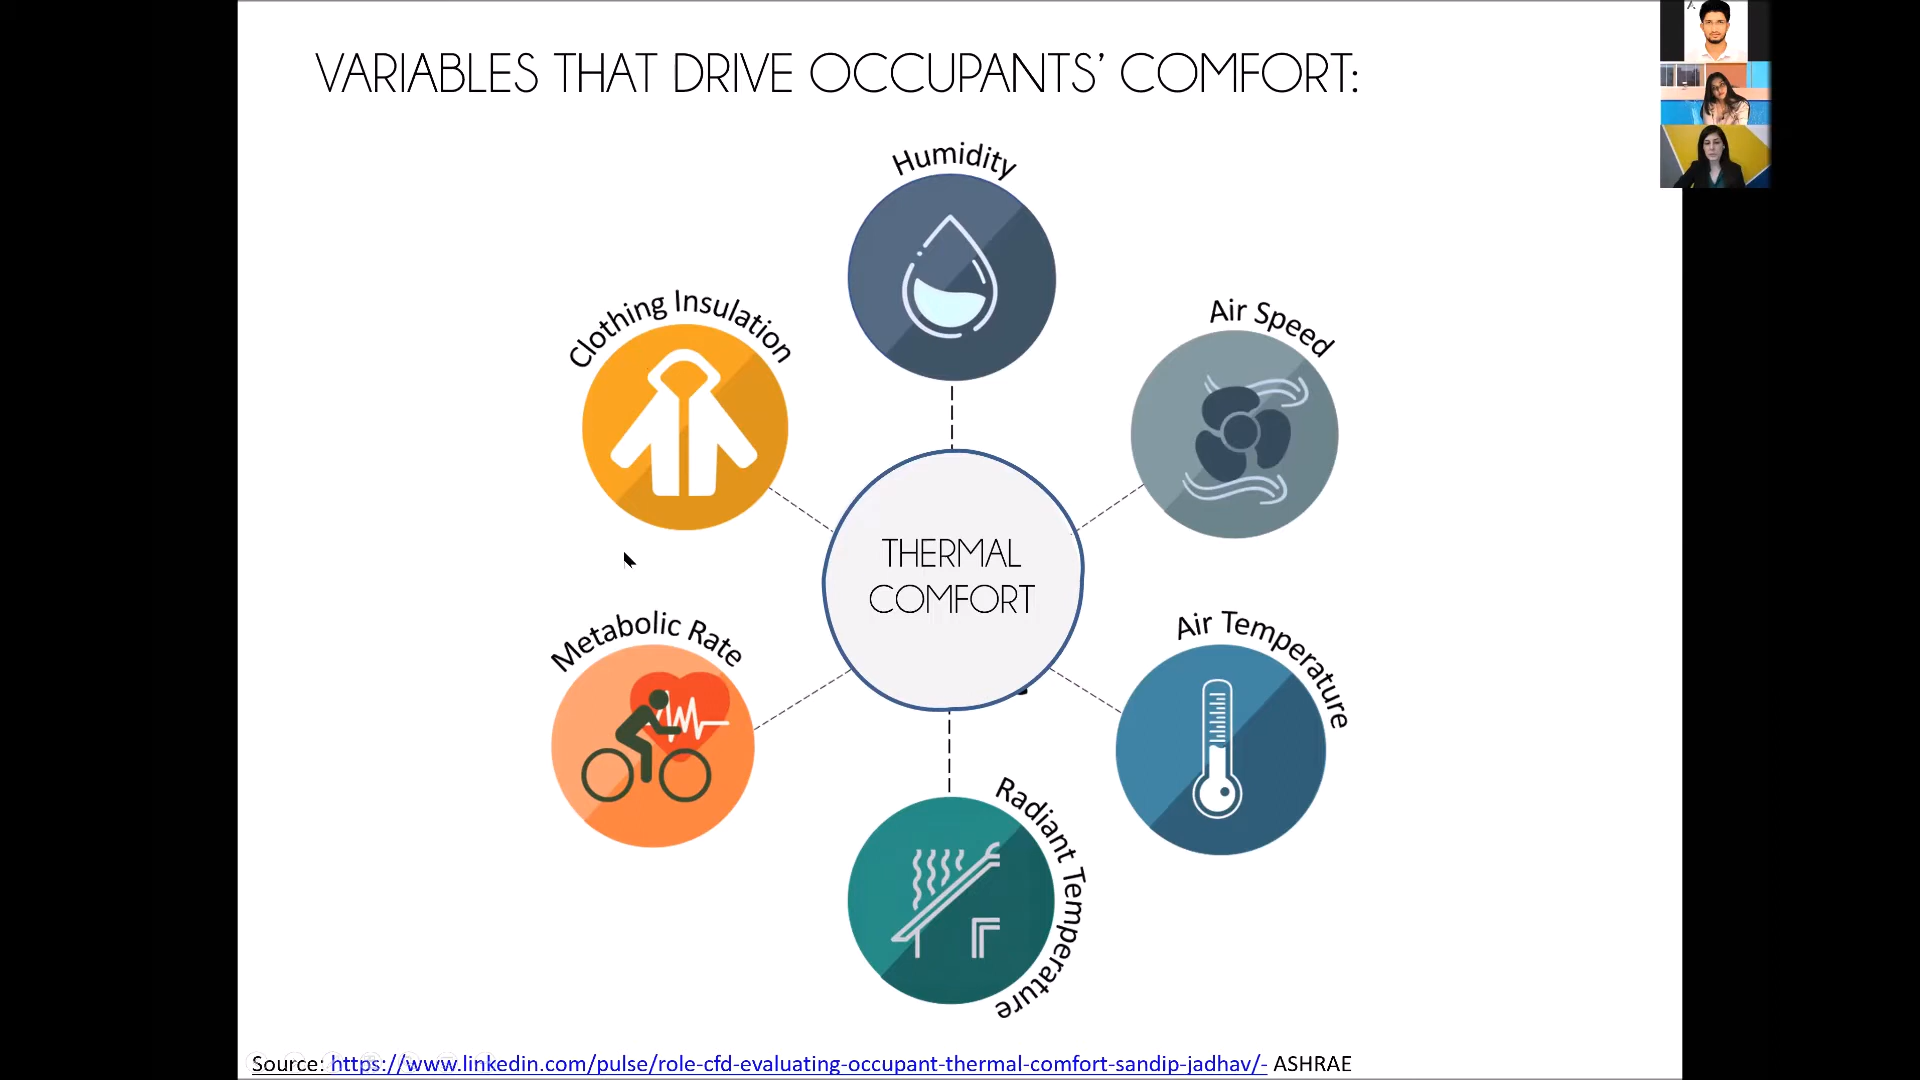 VARIABLES THAT DRIVE OCCUPANTS' COMFORT:
Humidity
Clothing Insulation
Air Speed
THERMAL
COMFORT
Metabolic Rate
Air Temperature
Radiant Temperature
Source: https://www.linkedin.com/pulse/role-cfd-evaluating-occupant-thermal-comfort-sandip-jadhav/- ASHRAE